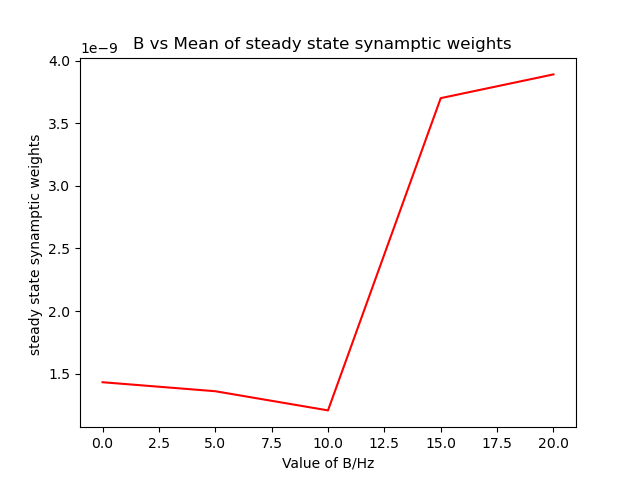 B vs Mean of steady state synamptic weights
1e−9
4.0
3.5
3.0
2.5
2.0
1.5
steady state synamptic weights
0.0 2.5 5.0 7.5 10.0 12.5 15.0 17.5 20.0
Value of B/Hz